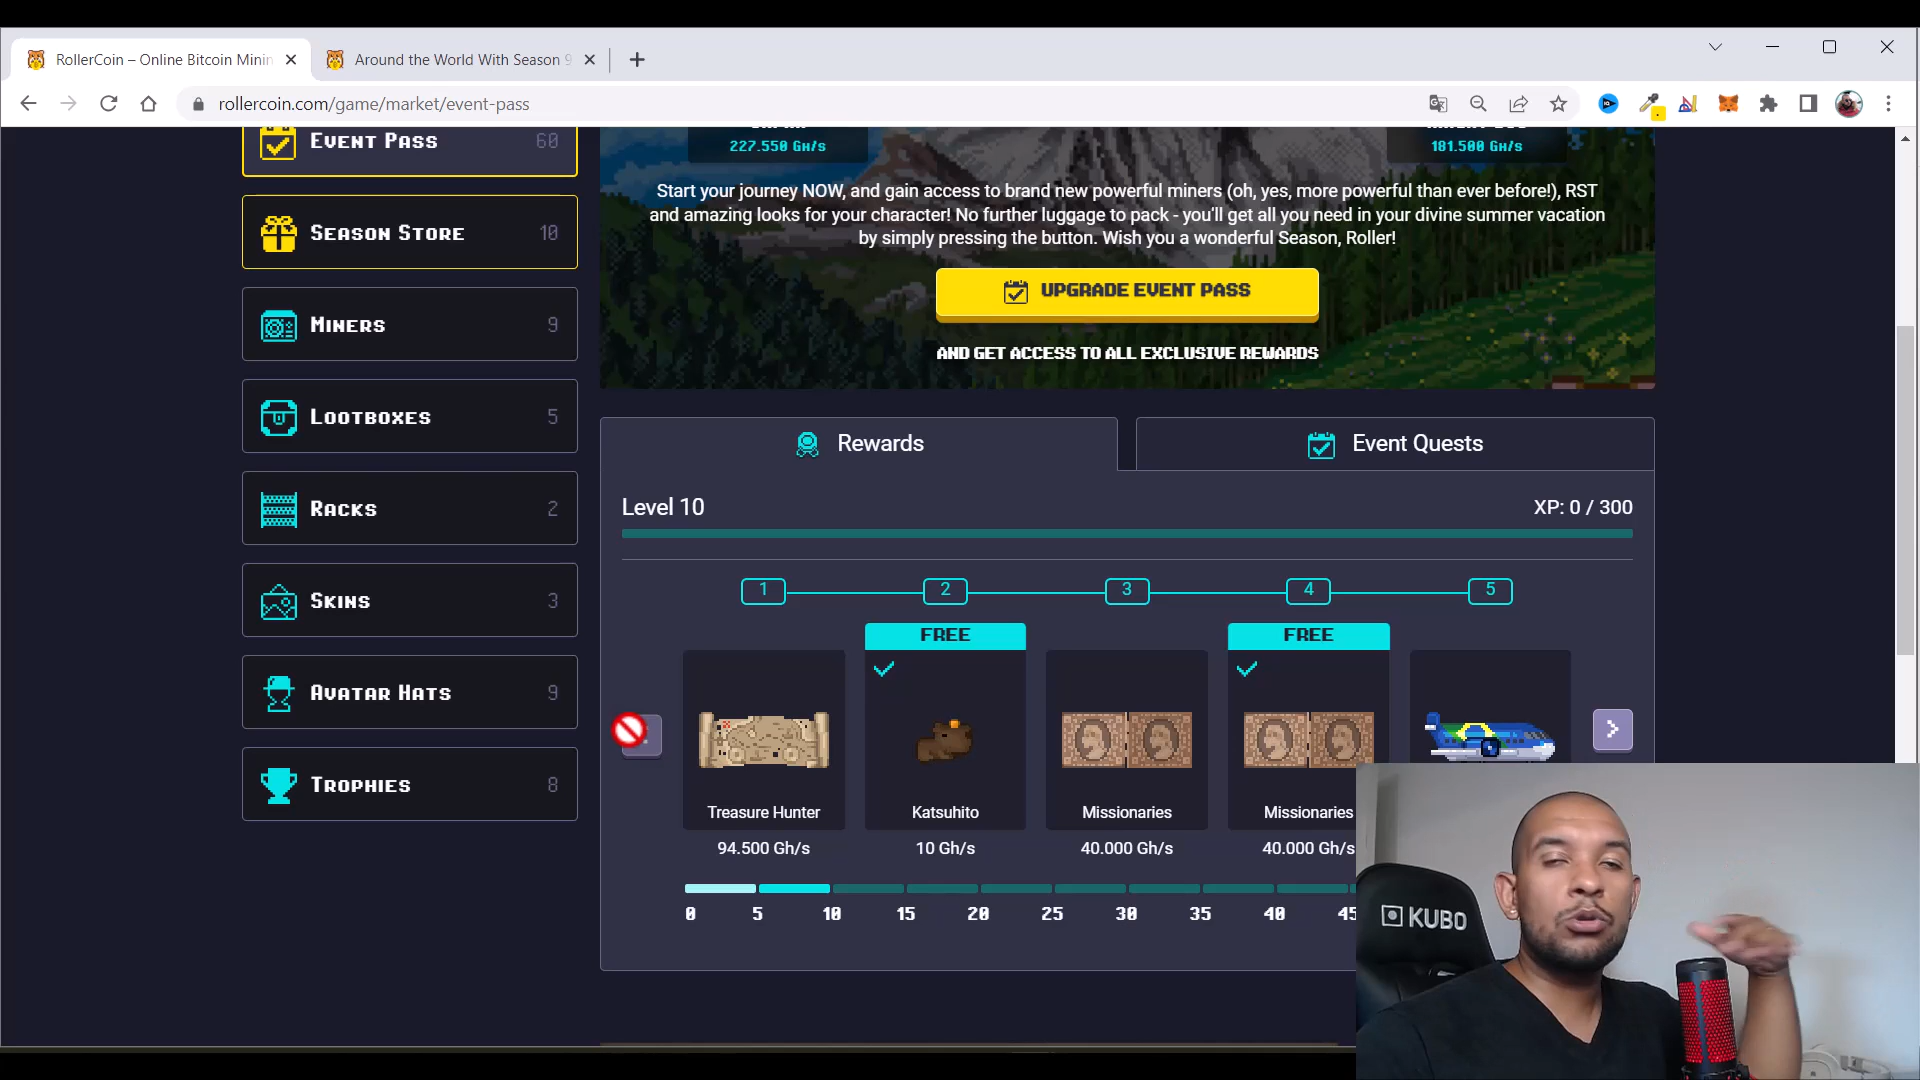 RollerCoin – Online Bitcoin Minin
Around the World With Season 9
rollercoin.com/game/market/event-pass
EVENT PASS 60
SEASON STORE 10
MINERS 9
LOOTBOXES 5
RACKS 2
SKINS 3
AVATAR HATS 9
TROPHIES 8
227.550 GH/S
181.500 GH/S
Start your journey NOW, and gain access to brand new powerful miners (oh, yes, more powerful than ever before!), RST
and amazing looks for your character! No further luggage to pack - you'll get all you need in your divine summer vacation
by simply pressing the button. Wish you a wonderful Season, Roller!
UPGRADE EVENT PASS
AND GET ACCESS TO ALL EXCLUSIVE REWARDS
Rewards
Event Quests
Level 10
XP: 0 / 300
1 2 3 4 5
FREE FREE
Treasure Hunter Katsuhito Missionaries Missionaries
94.500 Gh/s 10 Gh/s 40.000 Gh/s 40.000 Gh/s
0 5 10 15 20 25 30 35 40 45
KUBO